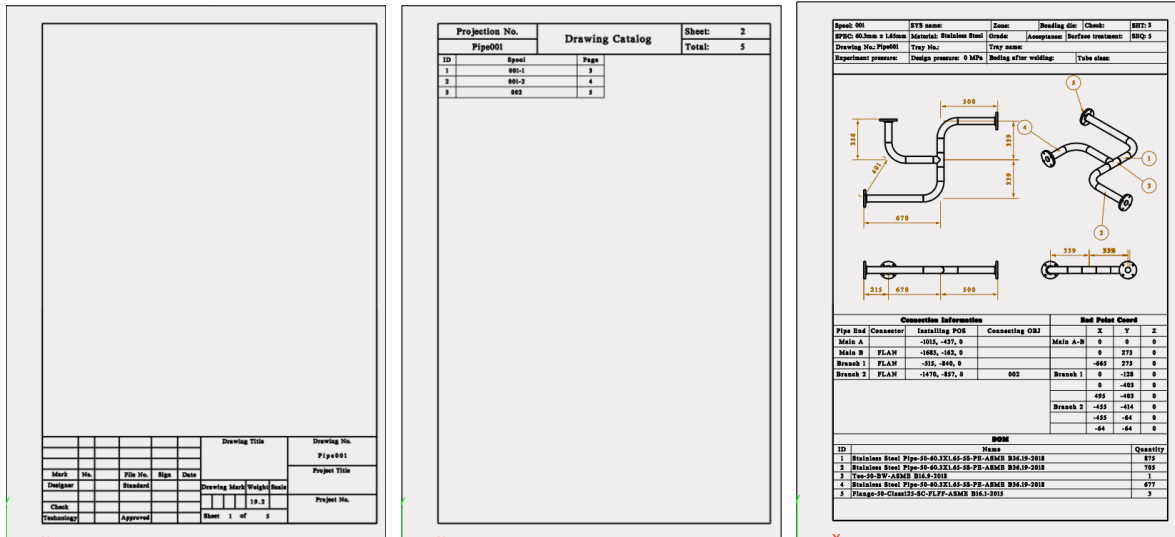 Drawing Title
Drawing No.
Pipe001
Project Title
Mark No. File No. Sign Date
Designer Standard
Drawing Mark Weight Scale
19.2
Project No.
Check
Technology Approved
Sheet 1 of 5
Projection No. Drawing Catalog Sheet: 2
Pipe001 Total: 5
ID Spool Page
1 001-1 3
2 001-2 4
3 002 5
Spool: 001 SYS name: Zone: Bending die: Check: SHT: 3
SPEC: 60.3mm x 1.65mm Material: Stainless Steel Grade: Acceptance: Surface treatment: SEQ: 5
Drawing No.: Pipe001 Tray No.: Tray name:
Experiment pressure: Design pressure: 0 MPa Beding after welding: Tube class:
5
500
4
356
339
401
1
339
3
670
2
339
215 670 500
Connection Information End Point Coord
Pipe End Connector Installing POS Connecting OBJ X Y Z
Main A -1015, -437, 0 Main A-B 0 0 0
Main B FLAN -1685, -162, 0 0 275 0
Branch 1 FLAN -515, -840, 0 -665 275 0
Branch 2 FLAN -1470, -857, 0 002 Branch 1 0 -128 0
0 -403 0
495 -403 0
Branch 2 -455 -414 0
-455 -64 0
-64 -64 0
BOM
ID Name Quantity
1 Stainless Steel Pipe-50-60.3X1.65-5S-PE-ASME B36.19-2018 875
2 Stainless Steel Pipe-50-60.3X1.65-5S-PE-ASME B36.19-2018 705
3 Tee-50-BW-ASME B16.9-2018 1
4 Stainless Steel Pipe-50-60.3X1.65-5S-PE-ASME B36.19-2018 677
5 Flange-50-Class125-SC-FLFF-ASME B16.1-2015 3